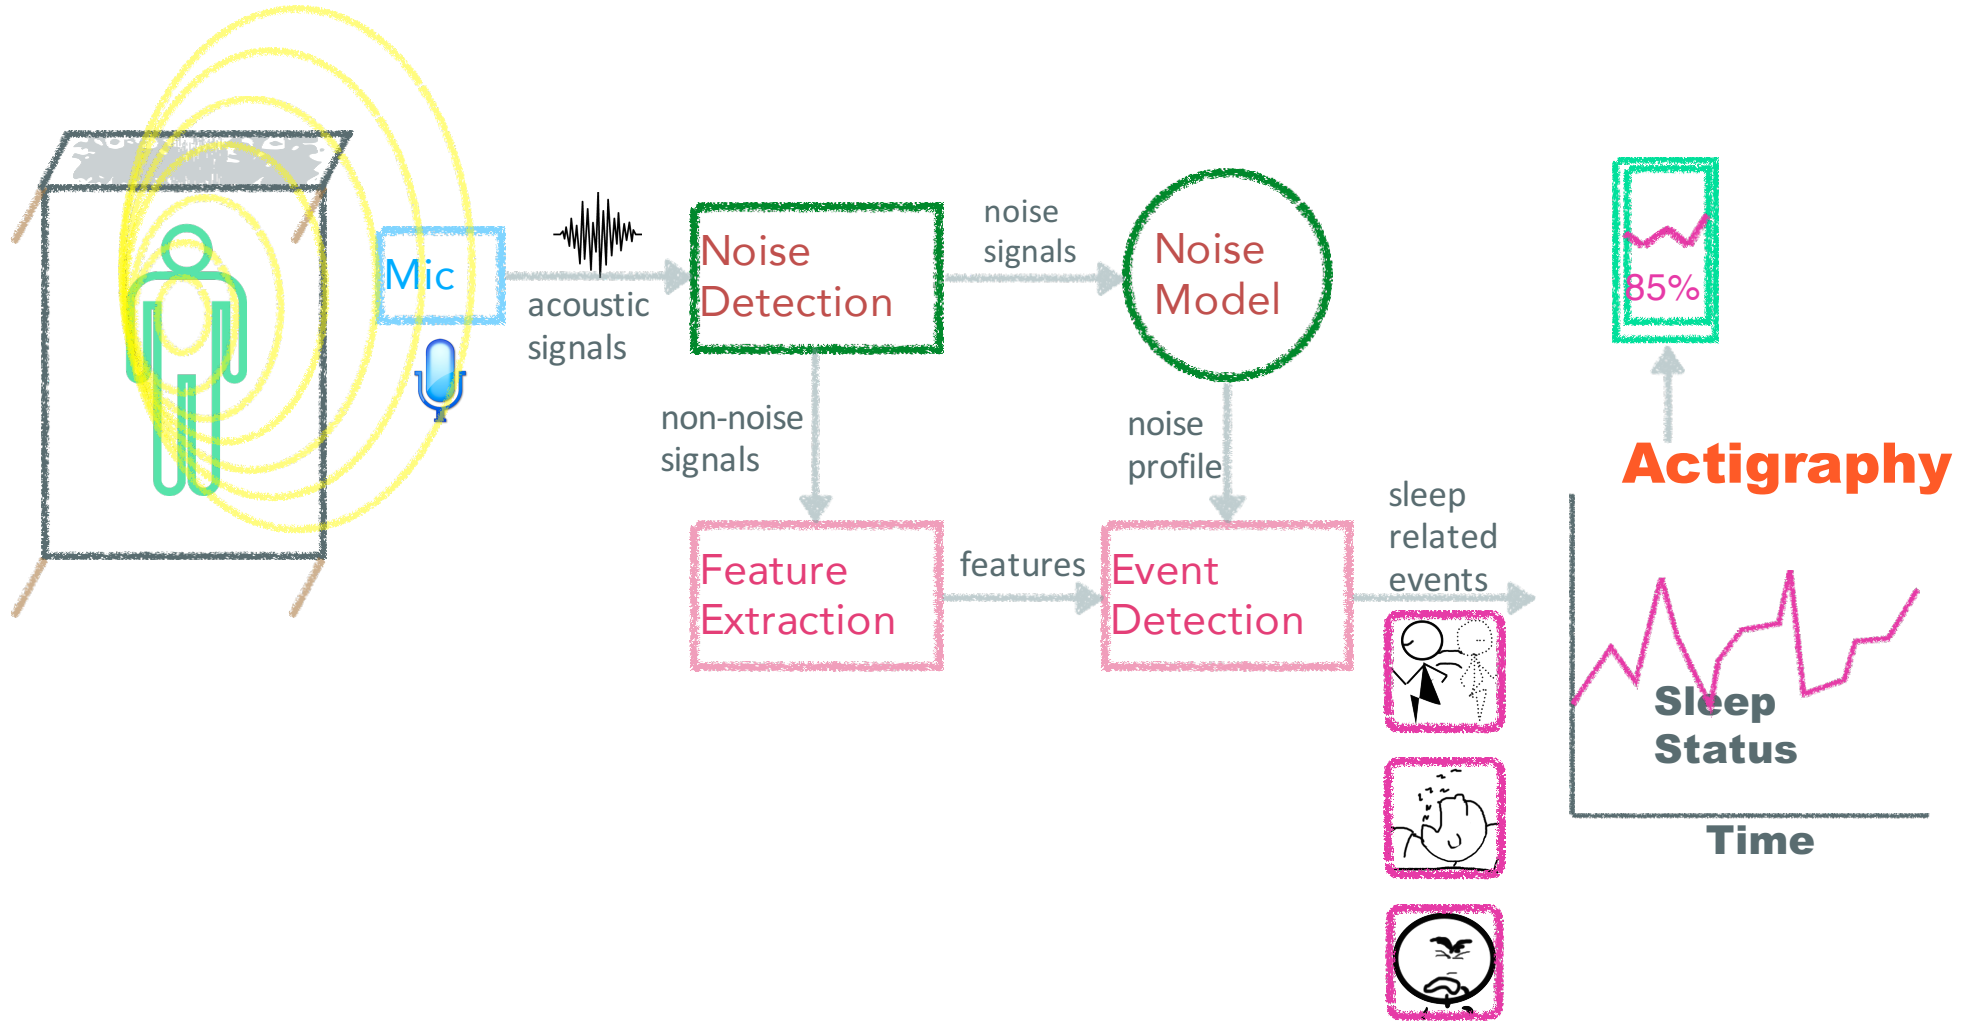 Mic
acoustic
signals
Noise
Detection
noise
signals
Noise
Model
non-noise
signals
noise
profile
Feature
Extraction
features
Event
Detection
sleep
related
events
85%
Actigraphy
Sleep
Status
Time